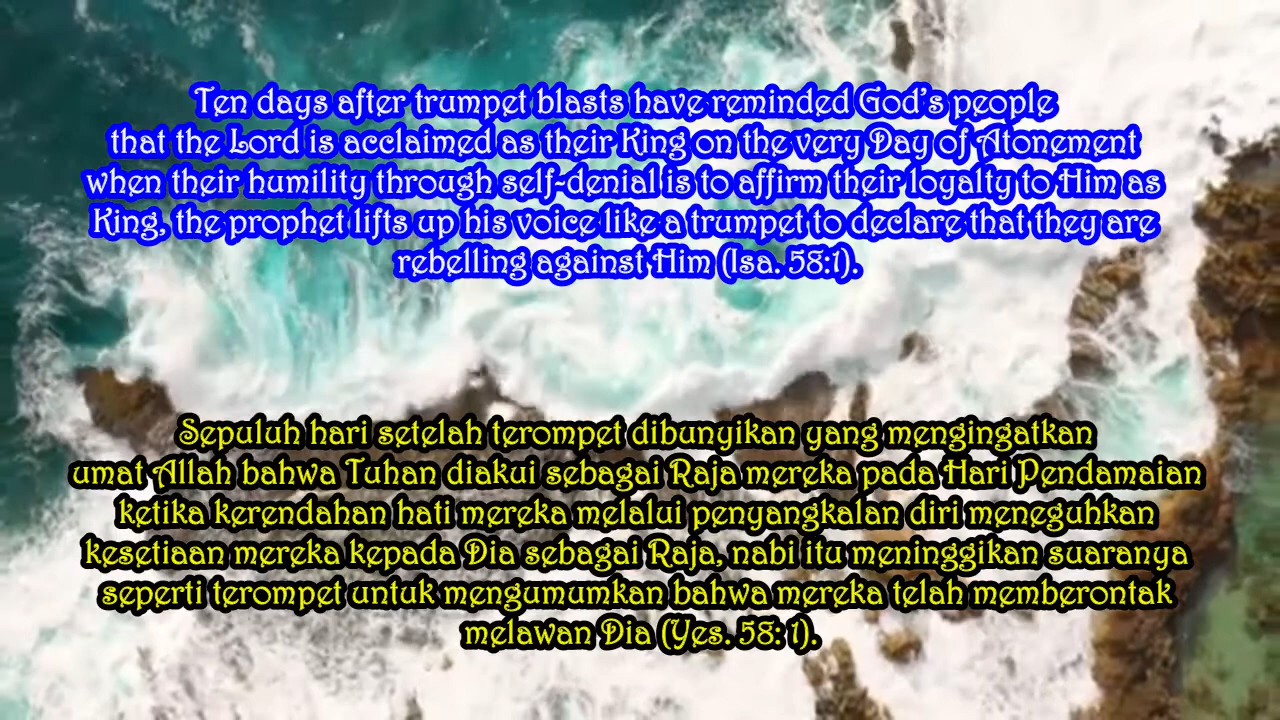 Ten days after trumpet blasts have reminded God's people
that the Lord is acclaimed as their King on the very Day of Atonement
when their humility through self-denial is to affirm their loyalty to Him as
King, the prophet lifts up his voice like a trumpet to declare that they are
rebelling against Him (Isa. 58:1).
Sepuluh hari setelah terompet dibunyikan yang mengingatkan
umat Allah bahwa Tuhan diakui sebagai Raja mereka pada Hari Pendamaian
ketika kerendahan hati mereka melalui penyangkalan diri meneguhkan
kesetiaan mereka kepada Dia sebagai Raja, nabi itu meninggikan suaranya
seperti terompet untuk mengumumkan bahwa mereka telah memberontak
melawan Dia (Yes. 58: 1).